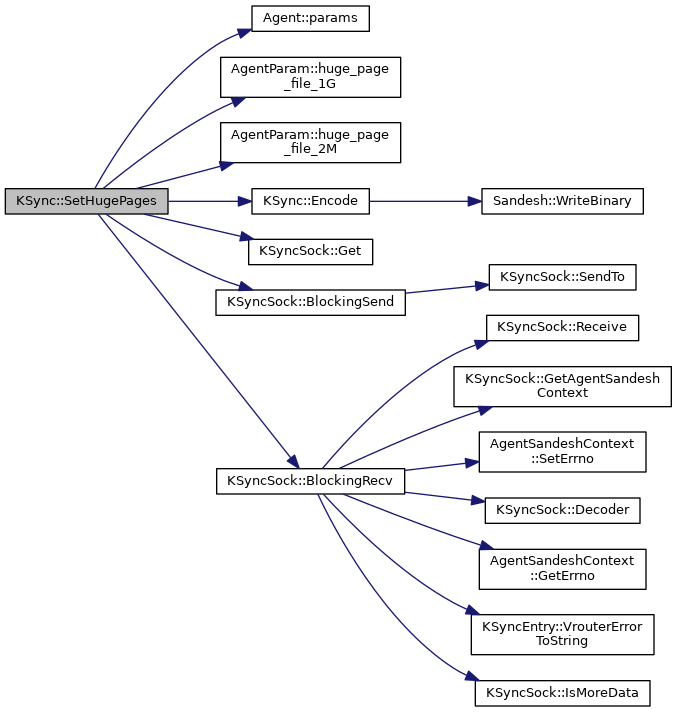 Agent::params
AgentParam::huge_page
_file_1G
AgentParam::huge_page
_file_2M
KSync::SetHugePages
KSync::Encode
Sandesh::WriteBinary
KSyncSock::Get
KSyncSock::BlockingSend
KSyncSock::SendTo
KSyncSock::Receive
KSyncSock::GetAgentSandesh
Context
AgentSandeshContext
::SetErrno
KSyncSock::BlockingRecv
KSyncSock::Decoder
AgentSandeshContext
::GetErrno
KSyncEntry::VrouterError
ToString
KSyncSock::IsMoreData